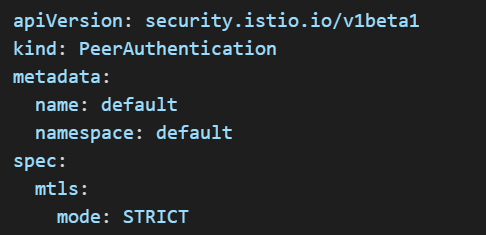 apiVersion: security.istio.io/v1beta1
kind: PeerAuthentication
metadata:
  name: default
  namespace: default
spec:
  mtls:
    mode: STRICT